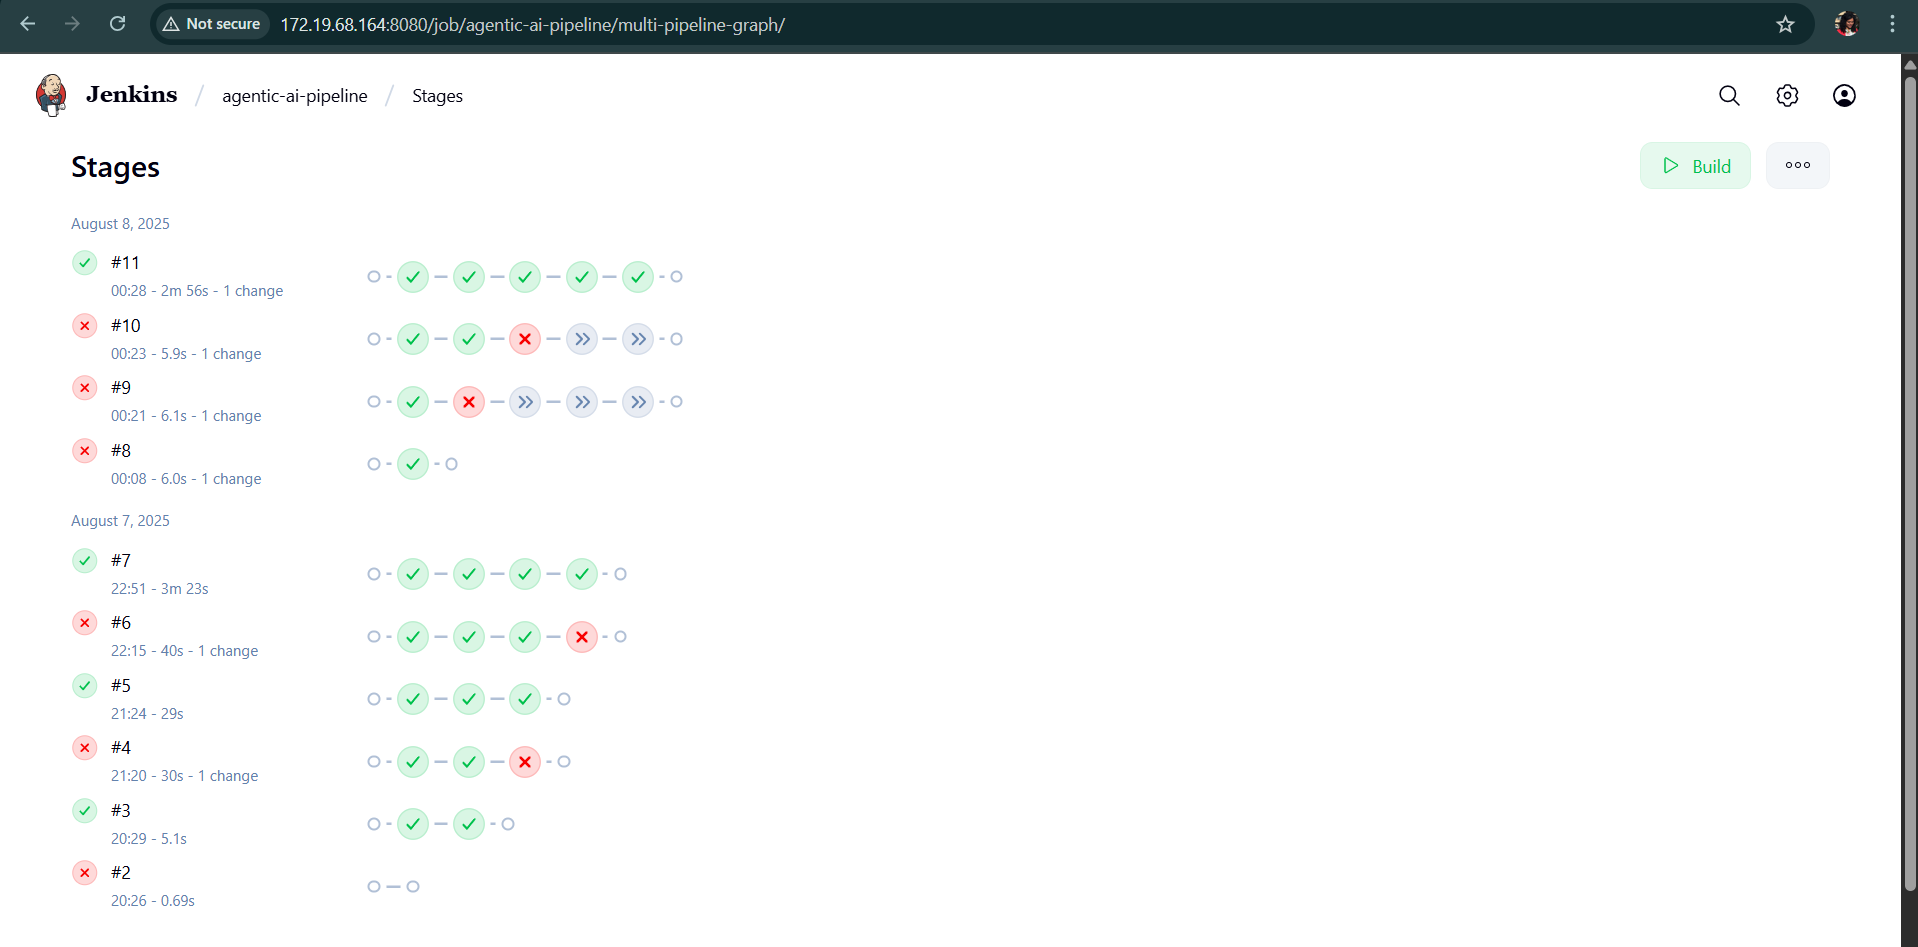 Not secure 172.19.68.164:8080/job/agentic-ai-pipeline/multi-pipeline-graph/
Jenkins / agentic-ai-pipeline / Stages
Stages
Build
August 8, 2025
#11
00:28 - 2m 56s - 1 change
#10
00:23 - 5.9s - 1 change
#9
00:21 - 6.1s - 1 change
#8
00:08 - 6.0s - 1 change
August 7, 2025
#7
22:51 - 3m 23s
#6
22:15 - 40s - 1 change
#5
21:24 - 29s
#4
21:20 - 30s - 1 change
#3
20:29 - 5.1s
#2
20:26 - 0.69s